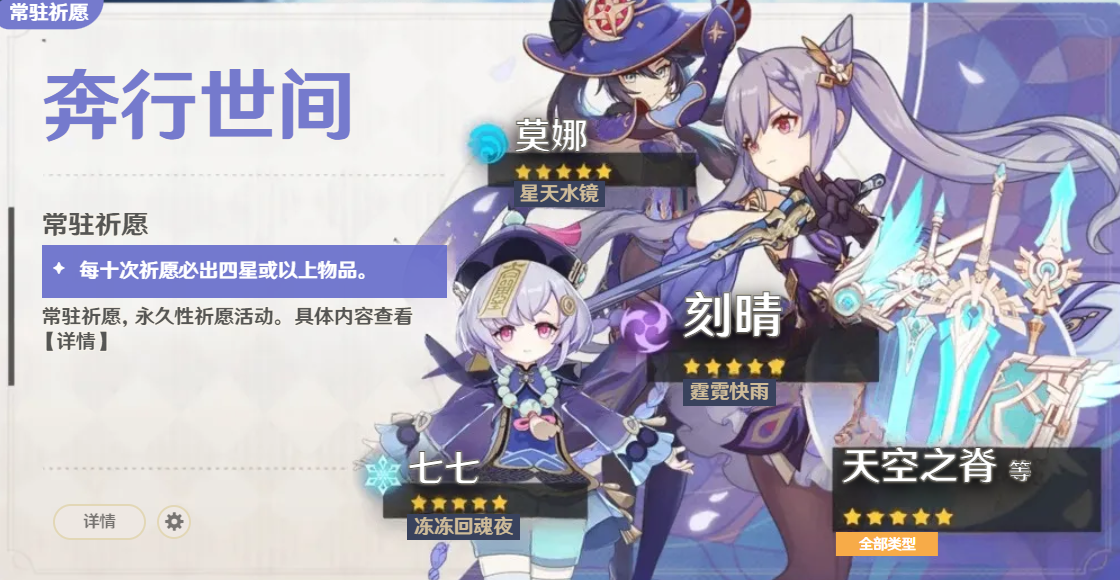 常驻祈愿
奔行世间
常驻祈愿
每十次祈愿必出四星或以上物品。
常驻祈愿, 永久性祈愿活动。具体内容查看
【详情】
详情
莫娜
星天水镜
刻晴
霆霓快雨
七七
冻冻回魂夜
天空之脊 等
全部类型